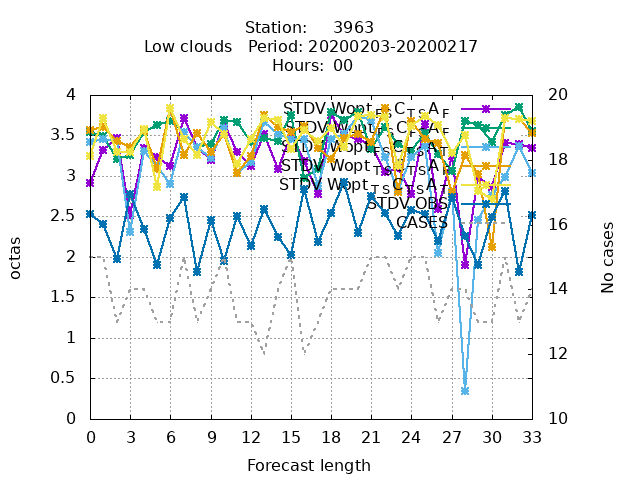 Station: 3963
Low clouds Period: 20200203-20200217
Hours: 00
4
3.5
3
2.5
2
1.5
1
0.5
0
20
18
16
14
12
10
0 3 6 9 12 15 18 21 24 27 30 33
octas
No cases
Forecast length
STDV Wopt
STDV Wopt
STDV Wopt
STDV Wopt
STDV Wopt
STDV OBS
CASES